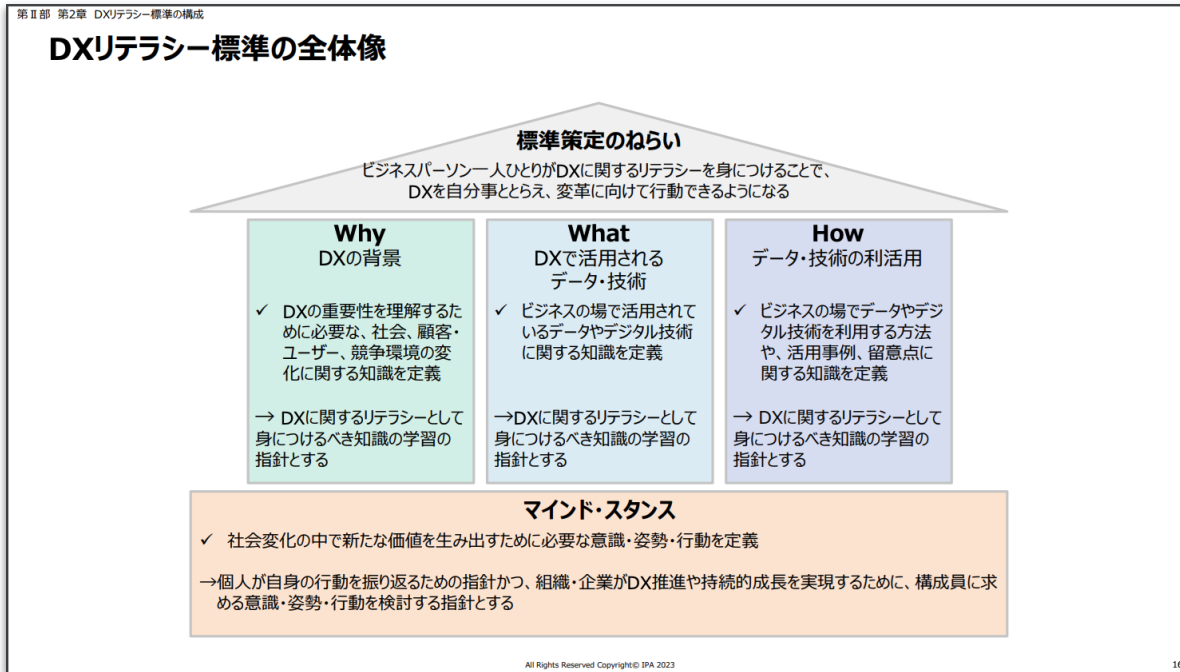 第Ⅱ部 第2章 DXリテラシー標準の構成
DXリテラシー標準の全体像
標準策定のねらい
ビジネスパーソン一人ひとりがDXに関するリテラシーを身につけることで、
DXを自分事ととらえ、変革に向けて行動できるようになる
Why
DXの背景
✓ DXの重要性を理解するた
めに必要な、社会、顧客・
ユーザー、競争環境の変
化に関する知識を定義
→ DXに関するリテラシーとして
身につけるべき知識の学習の
指針とする
What
DXで活用される
データ・技術
✓ ビジネスの場で活用されて
いるデータやデジタル技術
に関する知識を定義
→DXに関するリテラシーとして
身につけるべき知識の学習の
指針とする
How
データ・技術の利活用
✓ ビジネスの場でデータやデジ
タル技術を利用する方法
や、活用事例、留意点に
関する知識を定義
→ DXに関するリテラシーとして
身につけるべき知識の学習の
指針とする
マインド・スタンス
✓ 社会変化の中で新たな価値を生み出すために必要な意識・姿勢・行動を定義
→個人が自身の行動を振り返るための指針かつ、組織・企業がDX推進や持続的成長を実現するために、構成員に求
める意識・姿勢・行動を検討する指針とする
All Rights Reserved Copyright© IPA 2023
16